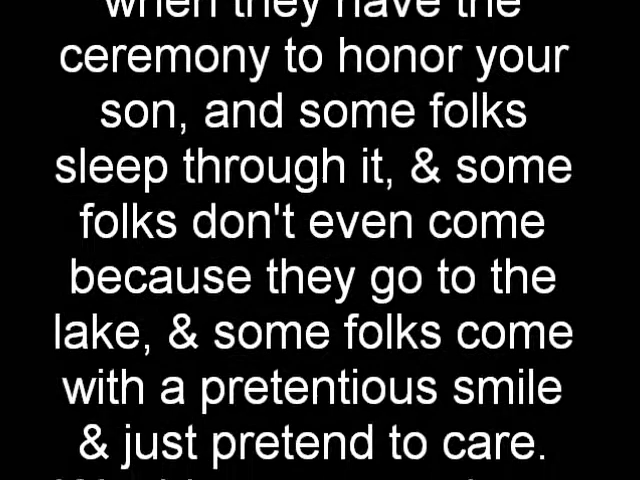 when they have the
ceremony to honor your
son, and some folks
sleep through it, & some
folks don't even come
because they go to the
lake, & some folks come
with a pretentious smile
& just pretend to care.